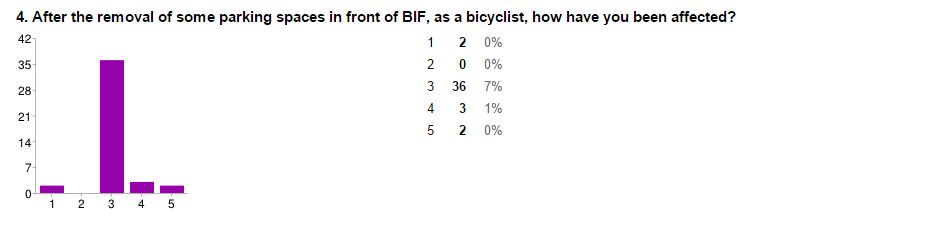 4. After the removal of some parking spaces in front of BIF, as a bicyclist, how have you been affected?
42
35
28
21
14
7
0
1 2 3 4 5
1 2 0%
2 0 0%
3 36 7%
4 3 1%
5 2 0%